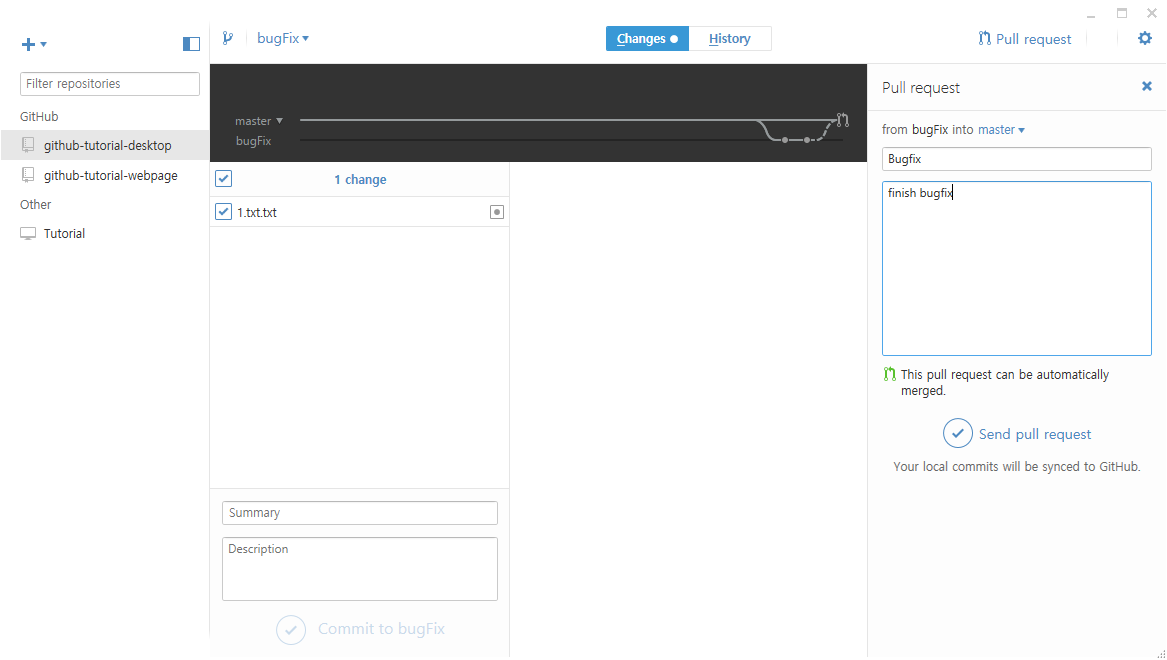 bugFix
Changes
History
Pull request
Filter repositories
GitHub
github-tutorial-desktop
github-tutorial-webpage
Other
Tutorial
master
bugFix
1 change
1.txt.txt
Summary
Description
Commit to bugFix
Pull request
from bugFix into master
Bugfix
finish bugfix
This pull request can be automatically
merged.
Send pull request
Your local commits will be synced to GitHub.